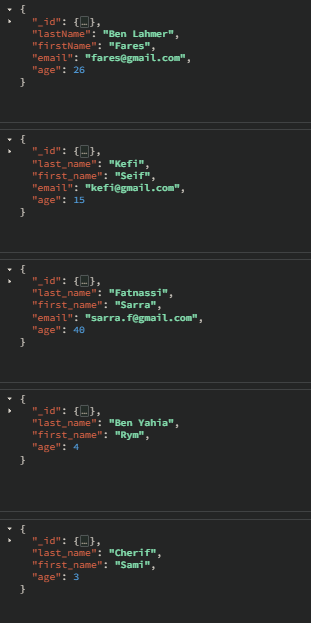 {
"_id": {…},
"lastName": "Ben Lahmer",
"firstName": "Fares",
"email": "fares@gmail.com",
"age": 26
}
{
"_id": {…},
"last_name": "Kefi",
"first_name": "Seif",
"email": "kefi@gmail.com",
"age": 15
}
{
"_id": {…},
"last_name": "Fatnassi",
"first_name": "Sarra",
"email": "sarra.f@gmail.com",
"age": 40
}
{
"_id": {…},
"last_name": "Ben Yahia",
"first_name": "Rym",
"age": 4
}
{
"_id": {…},
"last_name": "Cherif",
"first_name": "Sami",
"age": 3
}